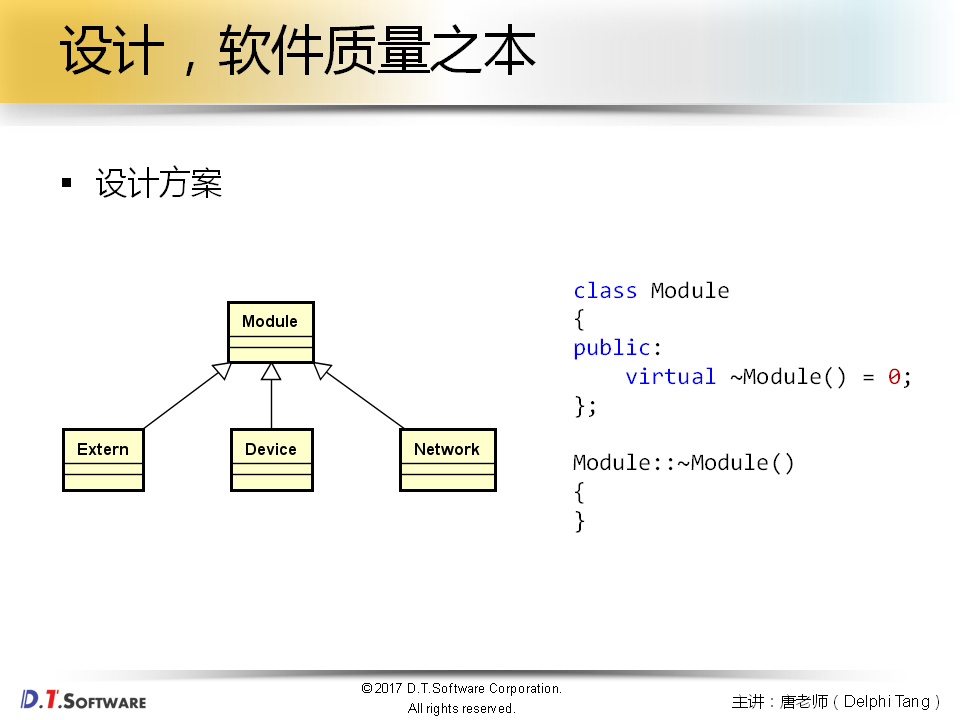 设计，软件质量之本
▪ 设计方案
Module
Extern
Device
Network
class Module
{
public:
    virtual ~Module() = 0;
};

Module::~Module()
{
}
D.T.SOFTWARE
©2017 D.T.Software Corporation.
All rights reserved.
主讲：唐老师（Delphi Tang）